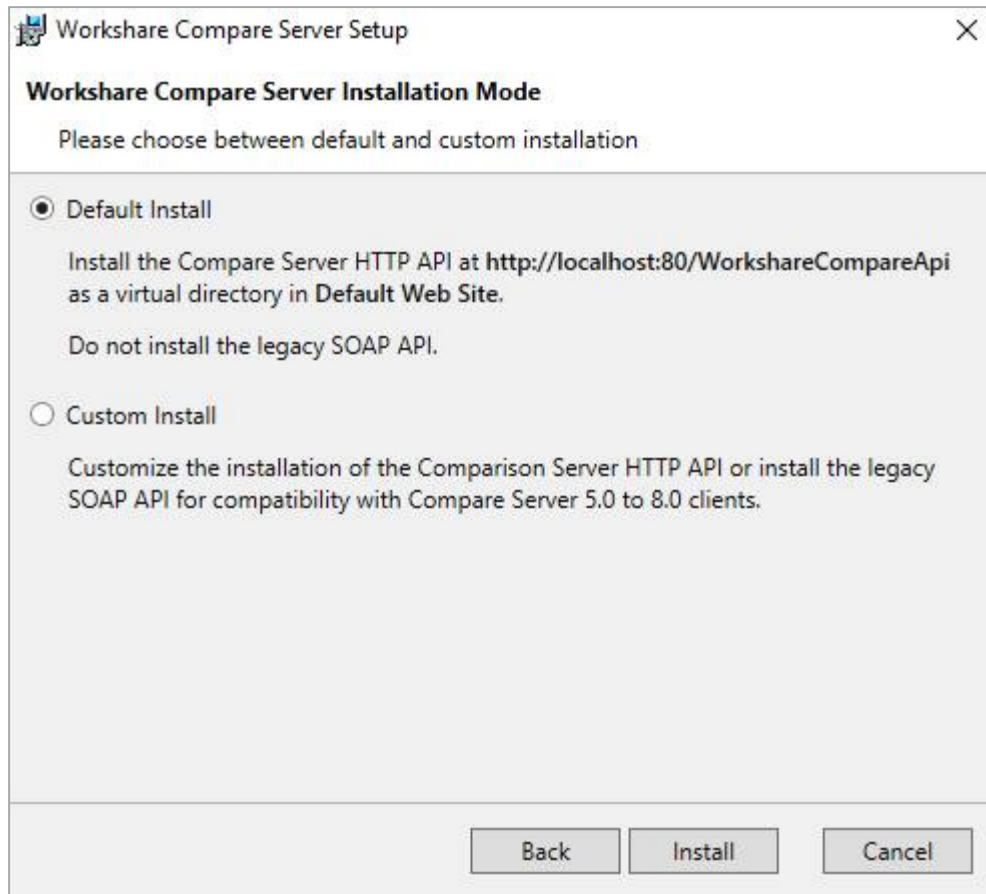 Workshare Compare Server Setup
Workshare Compare Server Installation Mode
Please choose between default and custom installation
Default Install
Install the Compare Server HTTP API at http://localhost:80/WorkshareCompareApi
as a virtual directory in Default Web Site.
Do not install the legacy SOAP API.
Custom Install
Customize the installation of the Comparison Server HTTP API or install the legacy
SOAP API for compatibility with Compare Server 5.0 to 8.0 clients.
Back Install Cancel